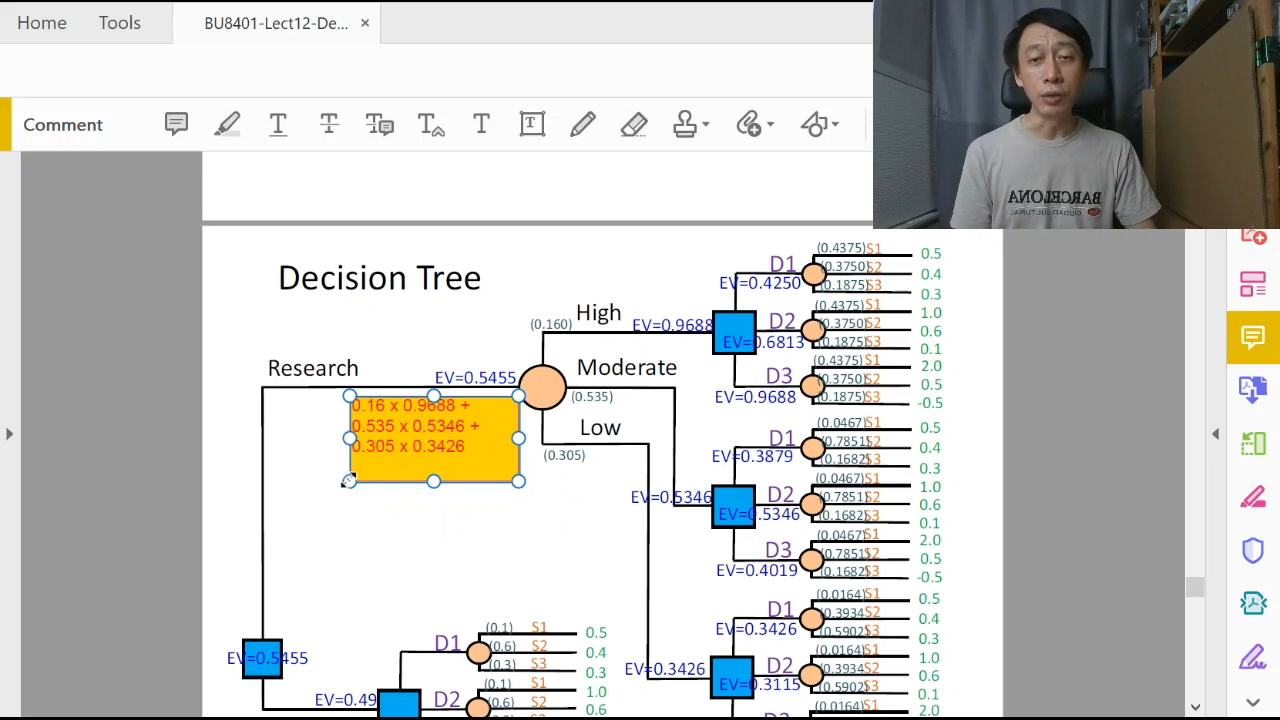 Home
Tools
BU8401-Lect12-De... ×
Comment
BARCELONA
CIUDAD CULTURAL
Decision Tree
Research
EV=0.5455
0.16 x 0.9688 +
0.535 x 0.5346 +
0.305 x 0.3426
(0.160)
High
EV=0.9688
Moderate
(0.535)
Low
(0.305)
D1
EV=0.4250
(0.4375) S1 0.5
(0.3750) S2 0.4
(0.1875) S3 0.3
D2
EV=0.6813
(0.4375) S1 1.0
(0.3750) S2 0.6
(0.1875) S3 0.1
D3
EV=0.9688
(0.4375) S1 2.0
(0.3750) S2 0.5
(0.1875) S3 -0.5
EV=0.5346
D1
EV=0.3879
(0.0467) S1 0.5
(0.7851) S2 0.4
(0.1682) S3 0.3
D2
EV=0.5346
(0.0467) S1 1.0
(0.7851) S2 0.6
(0.1682) S3 0.1
D3
EV=0.4019
(0.0467) S1 2.0
(0.7851) S2 0.5
(0.1682) S3 -0.5
EV=0.3426
D1
EV=0.3426
(0.0164) S1 0.5
(0.3934) S2 0.4
(0.5902) S3 0.3
D2
EV=0.3115
(0.0164) S1 1.0
(0.3934) S2 0.6
(0.5902) S3 0.1
(0.0164) S1 2.0
EV=0.5455
EV=0.49
D1
(0.1) S1 0.5
(0.6) S2 0.4
(0.3) S3 0.3
D2
(0.1) S1 1.0
(0.6) S2 0.6